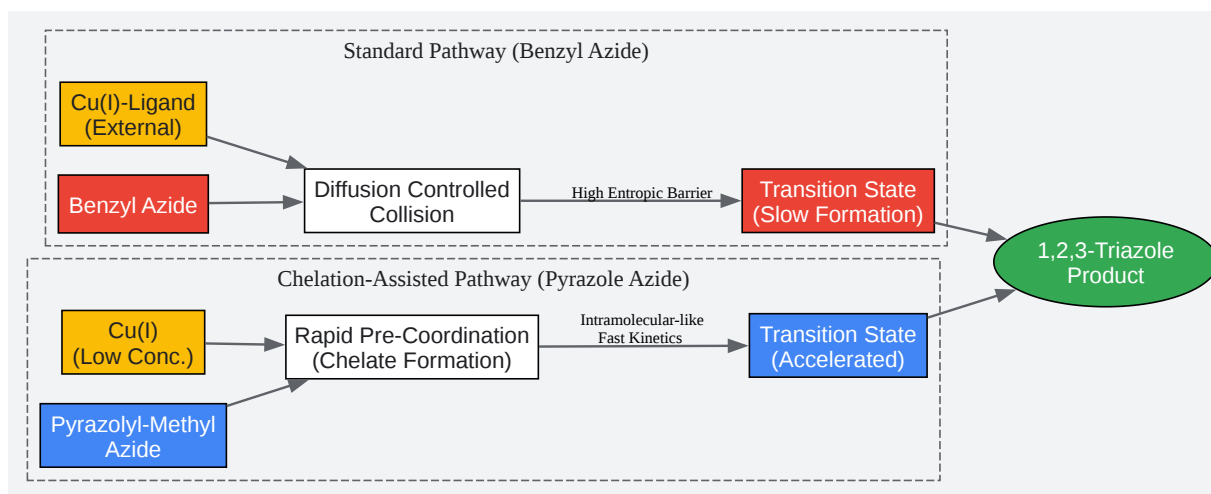 Standard Pathway (Benzyl Azide)
Cu(I)-Ligand
(External)
Benzyl Azide
Diffusion Controlled
Collision
High Entropic Barrier
Transition State
(Slow Formation)
1,2,3-Triazole
Product
Chelation-Assisted Pathway (Pyrazole Azide)
Cu(I)
(Low Conc.)
Pyrazolyl-Methyl
Azide
Rapid Pre-Coordination
(Chelate Formation)
Intramolecular-like
Fast Kinetics
Transition State
(Accelerated)